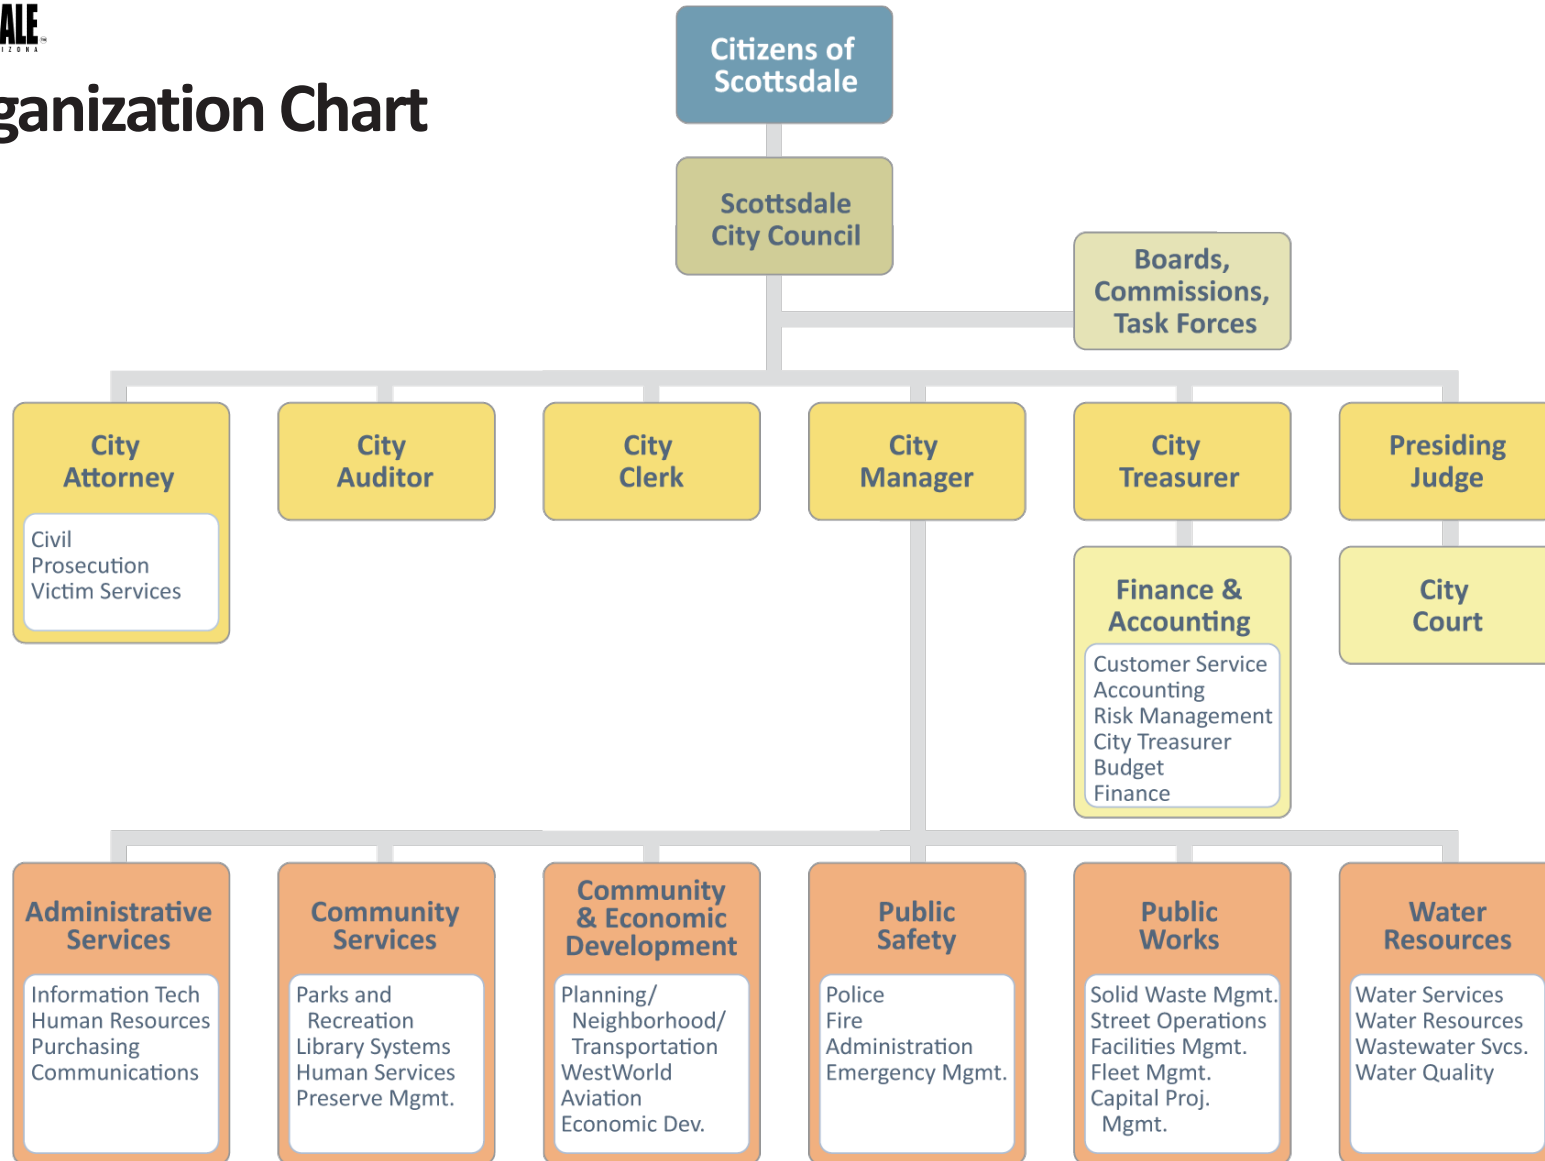 ALE
IZONA
ganization Chart
Citizens of
Scottsdale
Scottsdale
City Council
Boards,
Commissions,
Task Forces
City
Attorney
Civil
Prosecution
Victim Services
City
Auditor
City
Clerk
City
Manager
City
Treasurer
Presiding
Judge
Finance &
Accounting
Customer Service
Accounting
Risk Management
City Treasurer
Budget
Finance
City
Court
Administrative
Services
Information Tech
Human Resources
Purchasing
Communications
Community
Services
Parks and
Recreation
Library Systems
Human Services
Preserve Mgmt.
Community
& Economic
Development
Planning/
Neighborhood/
Transportation
WestWorld
Aviation
Economic Dev.
Public
Safety
Police
Fire
Administration
Emergency Mgmt.
Public
Works
Solid Waste Mgmt.
Street Operations
Facilities Mgmt.
Fleet Mgmt.
Capital Proj.
Mgmt.
Water
Resources
Water Services
Water Resources
Wastewater Svcs.
Water Quality